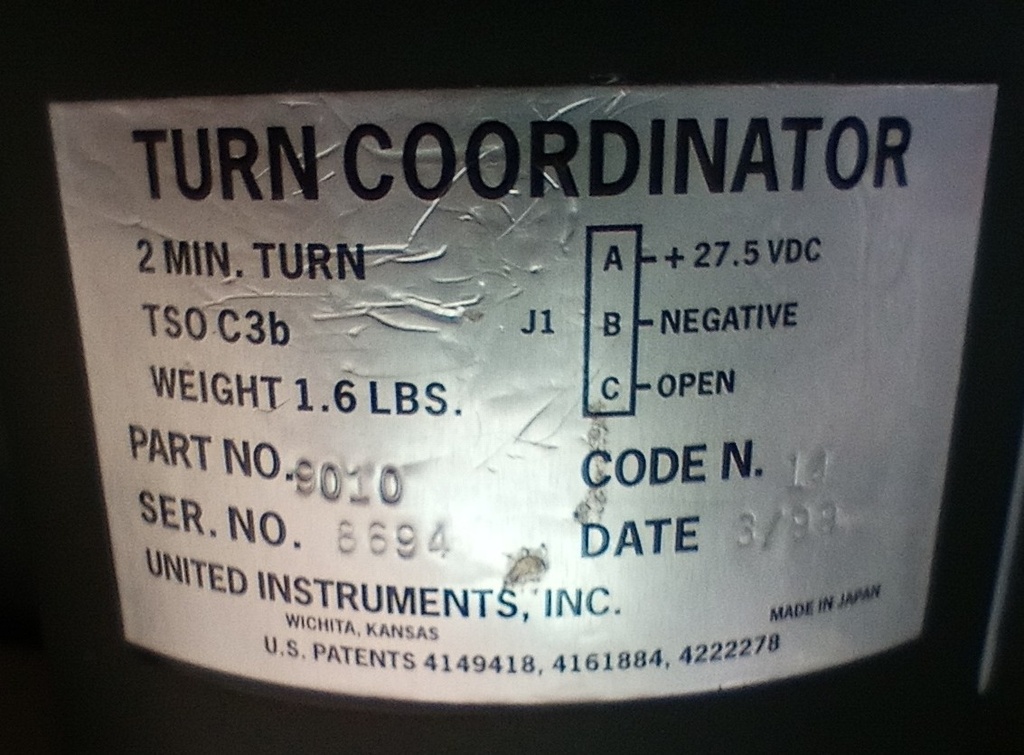 TURN COORDINATOR
2 MIN. TURN
TSO C3b
WEIGHT 1.6 LBS.
J1
A + 27.5 VDC
B NEGATIVE
C OPEN
PART NO. 9010
CODE N.
SER. NO. 8694
DATE
UNITED INSTRUMENTS, INC.
WICHITA, KANSAS
MADE IN JAPAN
U.S. PATENTS 4149418, 4161884, 4222278